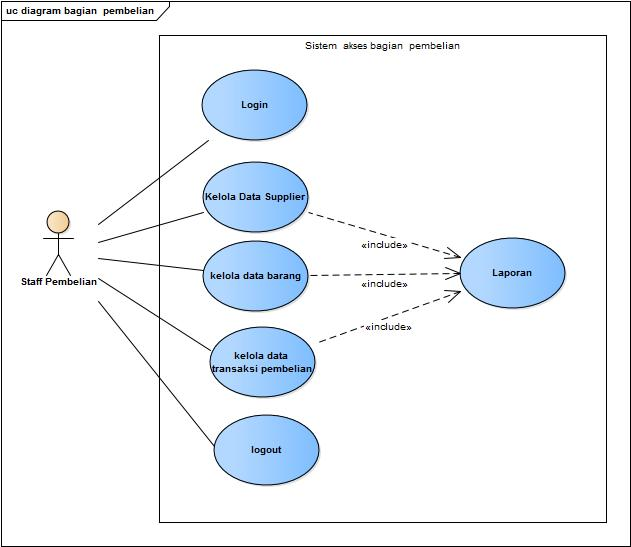 uc diagram bagian pembelian
Sistem akses bagian pembelian
Login
Kelola Data Supplier
«include»
Staff Pembelian
kelola data barang
«include»
Laporan
«include»
kelola data
transaksi pembelian
logout